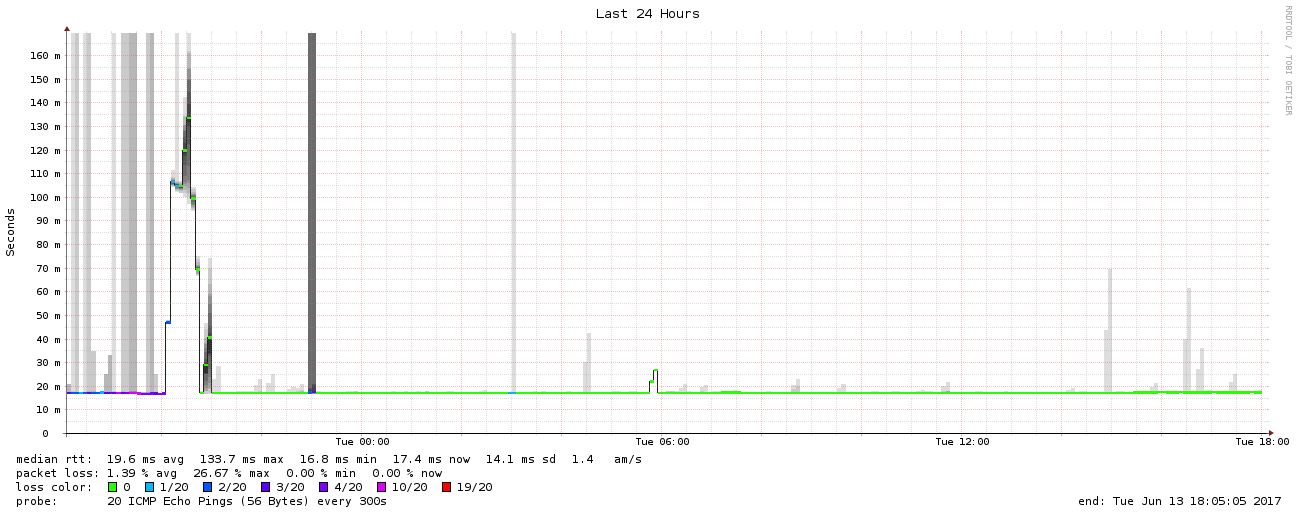 Last 24 Hours
RRDTOOL / TOBI OETIKER
Seconds
160 m
150 m
140 m
130 m
120 m
110 m
100 m
90 m
80 m
70 m
60 m
50 m
40 m
30 m
20 m
10 m
0
Tue 00:00 Tue 06:00 Tue 12:00 Tue 18:00
median rtt: 19.6 ms avg 133.7 ms max 16.8 ms min 17.4 ms now 14.1 ms sd 1.4 am/s
packet loss: 1.39 % avg 26.67 % max 0.00 % min 0.00 % now
loss color: 0 1/20 2/20 3/20 4/20 10/20 19/20
probe: 20 ICMP Echo Pings (56 Bytes) every 300s end: Tue Jun 13 18:05:05 2017